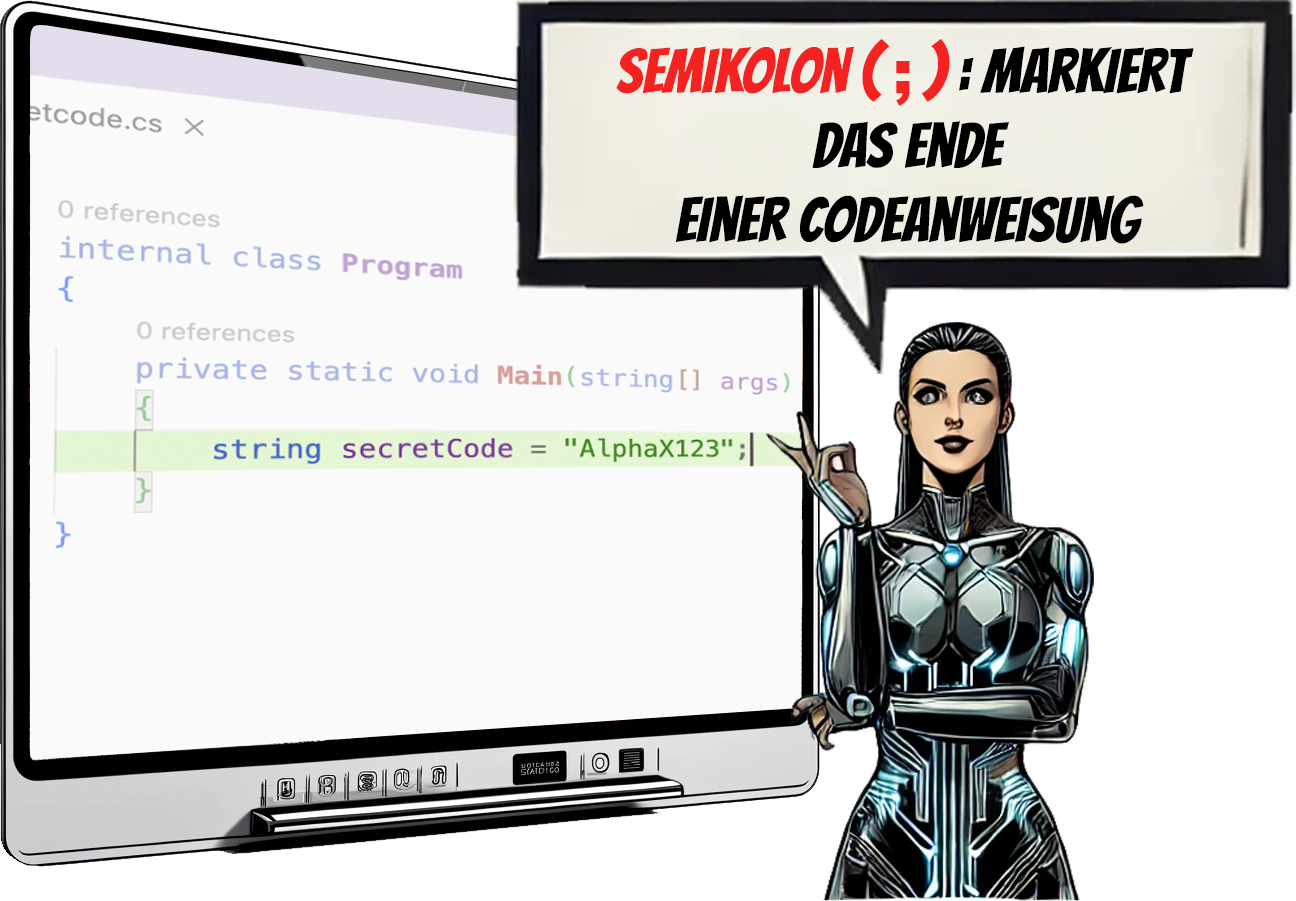 etcode.cs ×
0 references
internal class Program
{
0 references
private static void Main(string[] args)
{
string secretCode = "AlphaX123";
}
}
SEMIKOLON ( ; ) : MARKIERT
DAS ENDE
EINER CODEANWEISUNG